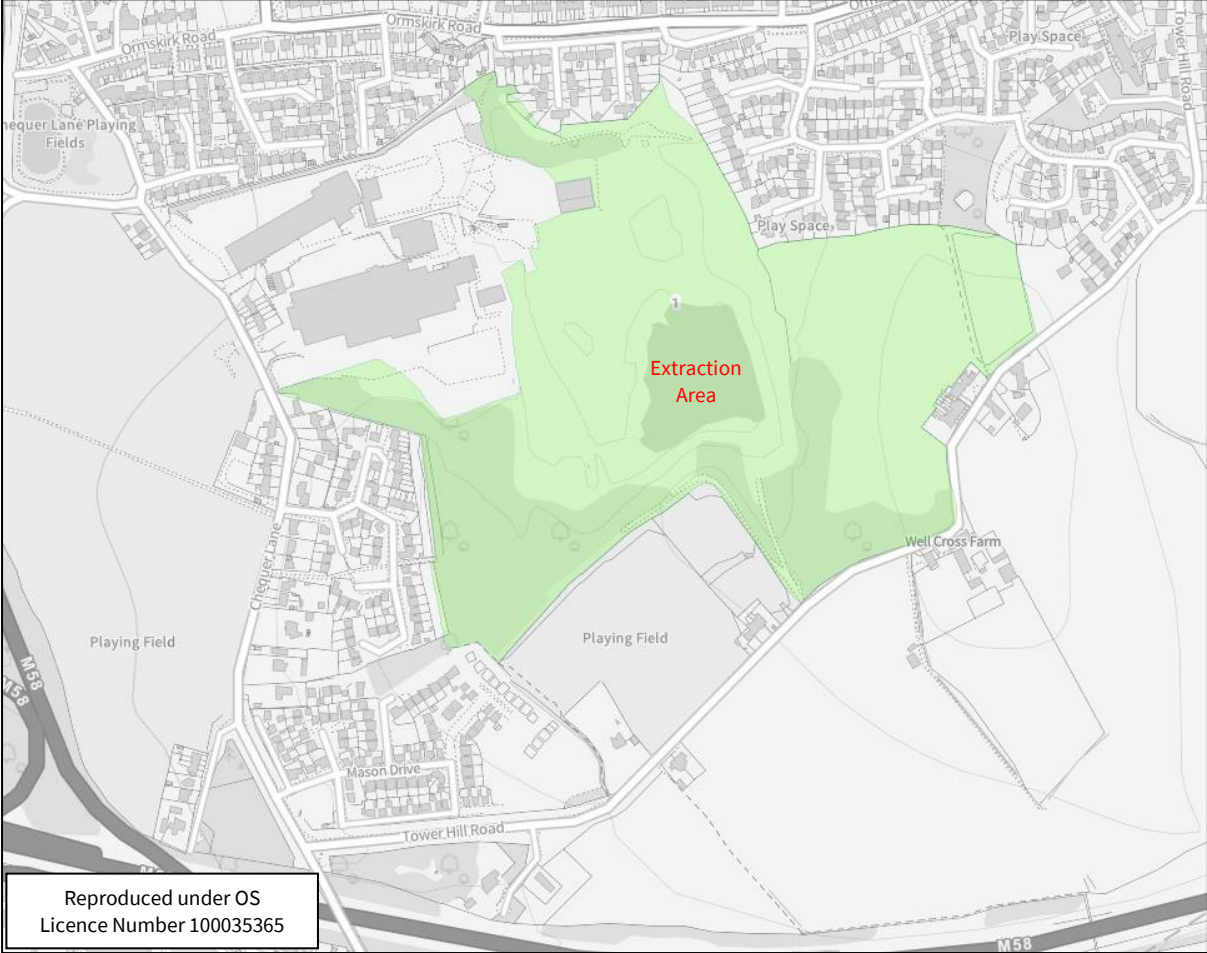 Ormskirk Road
Ormskirk Road
Play Space
Tower Hill Road
hequer Lane Playing
Fields
Play Space
1
Extraction
Area
Chequer Lane
Well Cross Farm
Playing Field
Playing Field
M58
M58
Mason Drive
Tower Hill Road
Reproduced under OS
Licence Number 100035365
M58